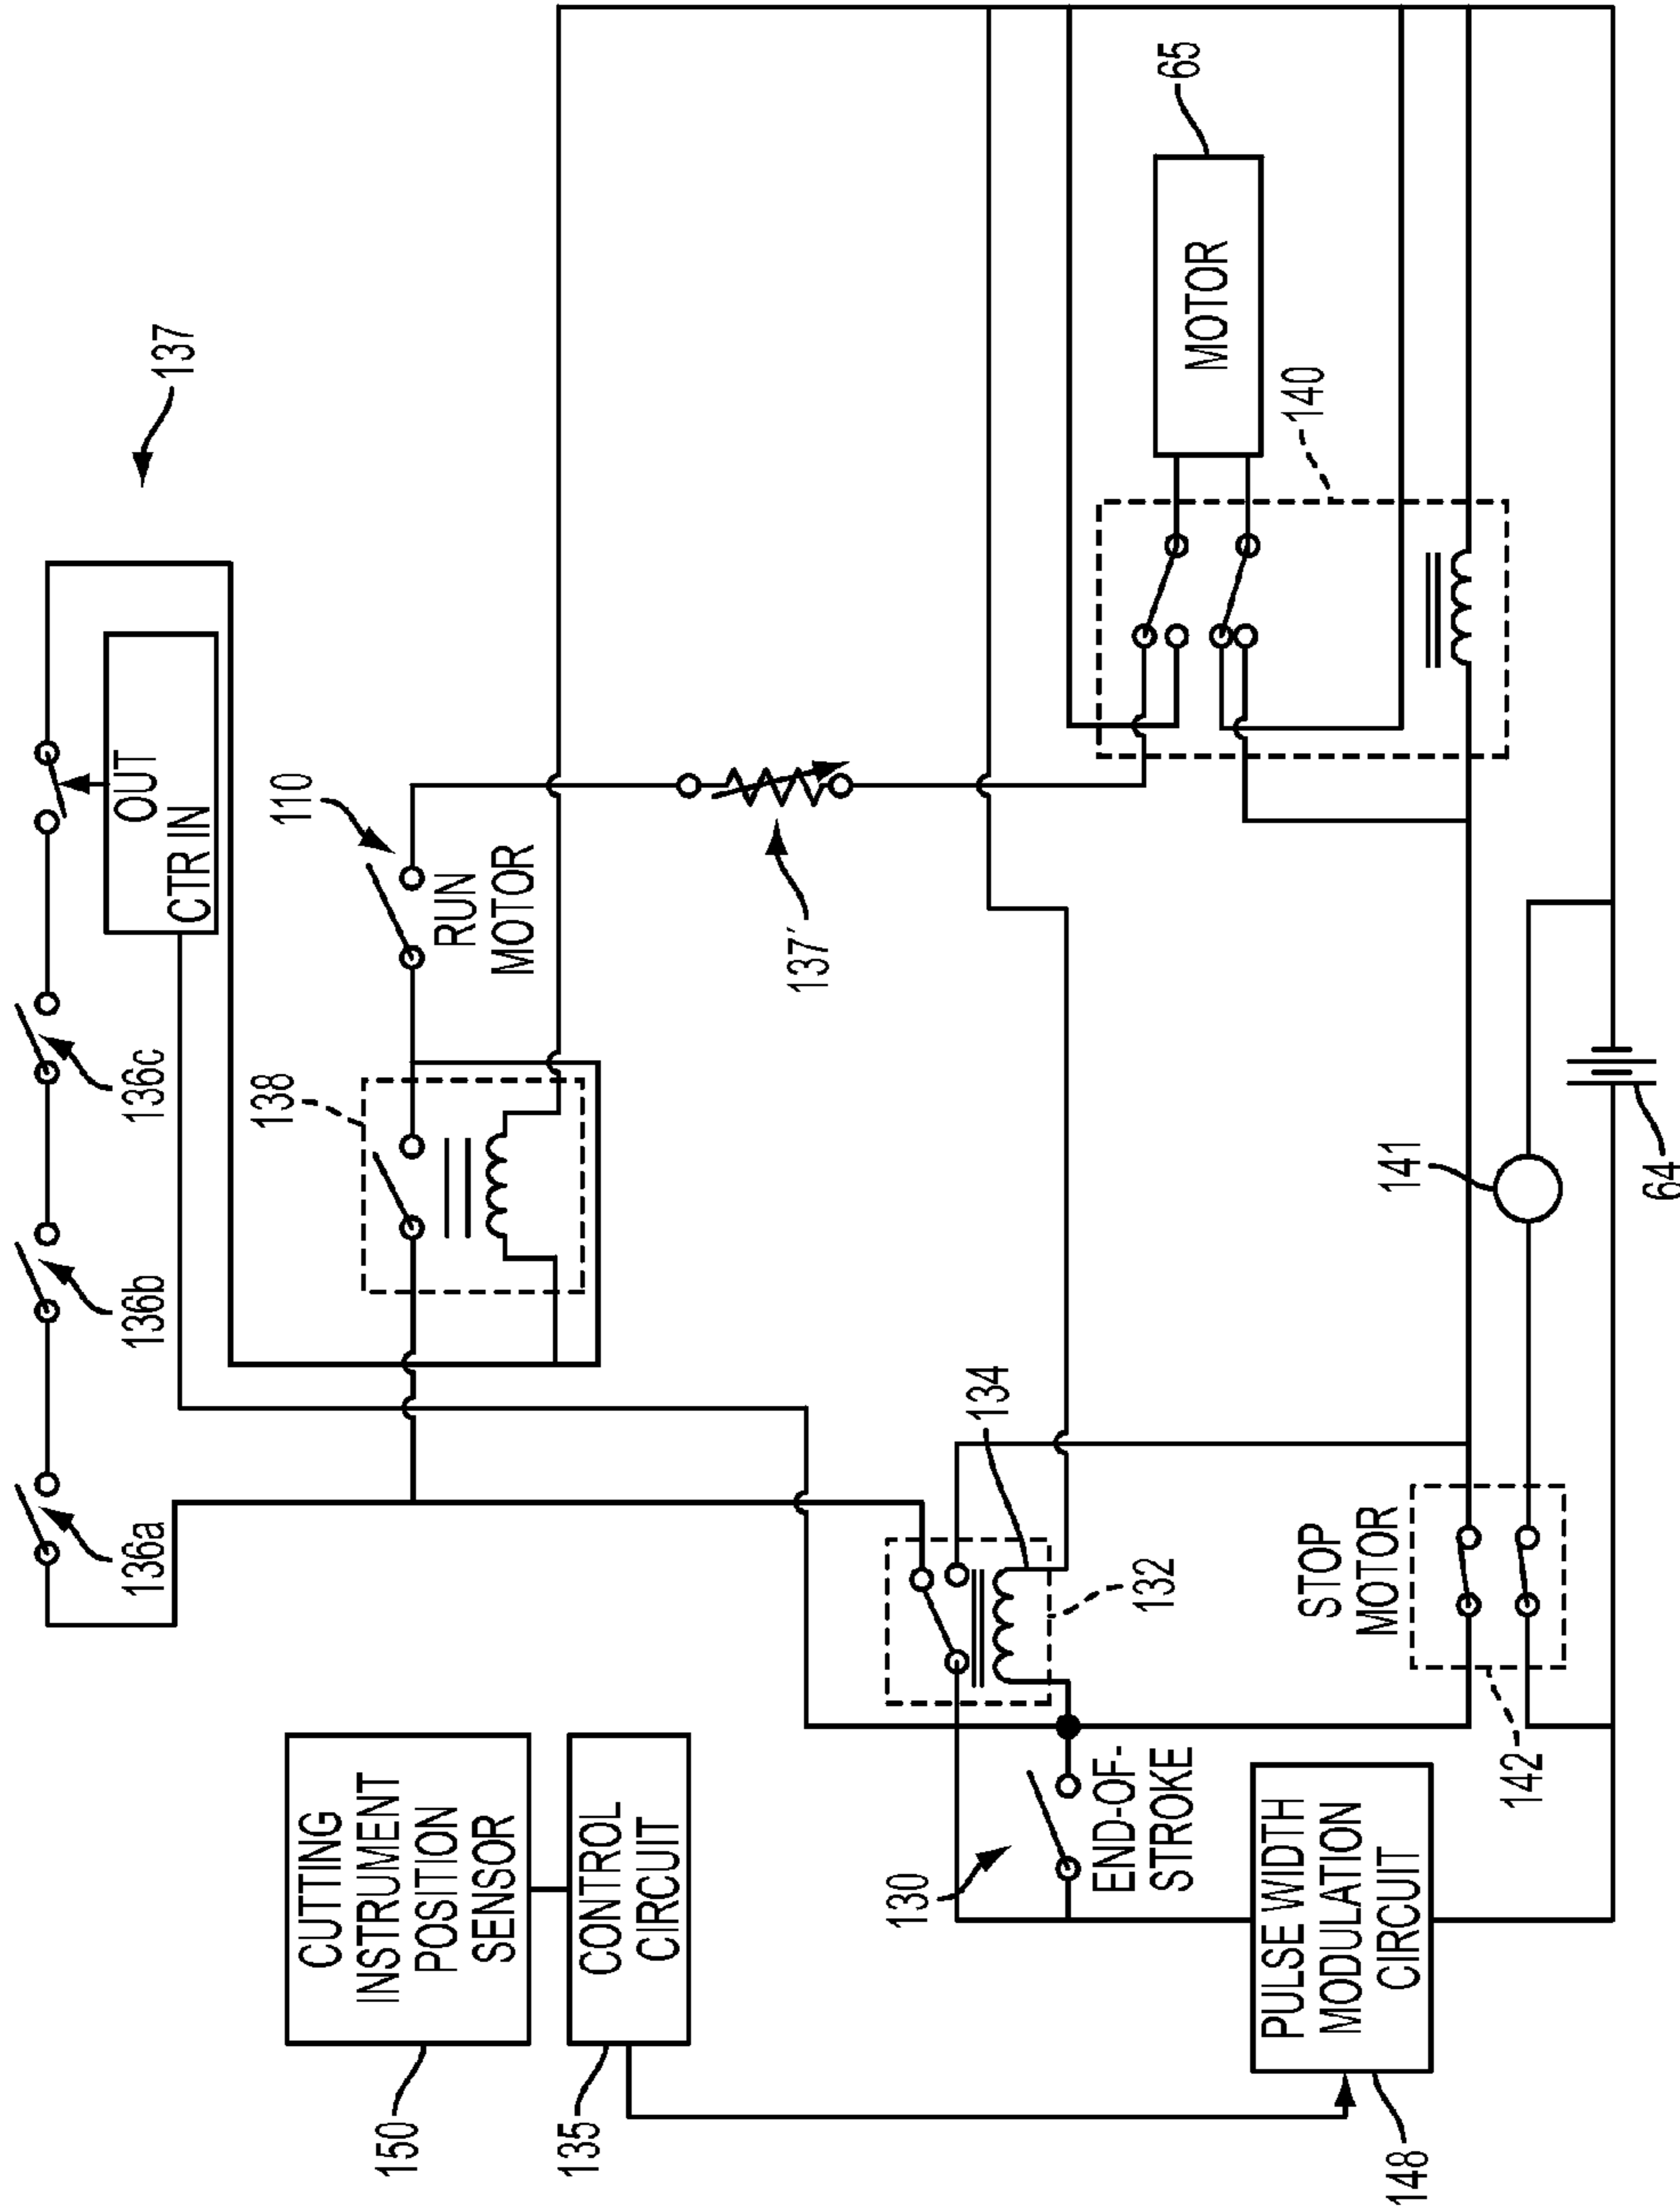 137
OUT
CTR IN
136a
136b
136c
138
110
RUN
MOTOR
137'
65
MOTOR
140
134
132
141
64
STOP
MOTOR
142
CUTTING
INSTRUMENT
POSITION
SENSOR
150
CONTROL
CIRCUIT
135
130
END-OF-
STROKE
PULSE WIDTH
MODULATION
CIRCUIT
148